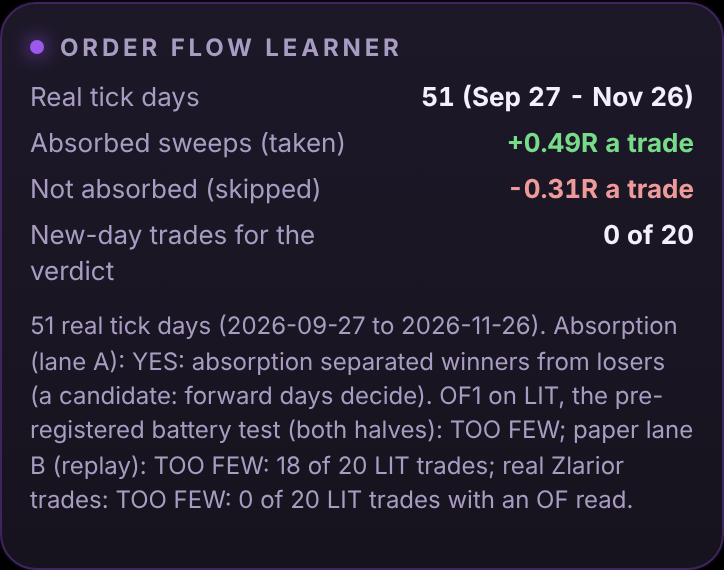 ORDER FLOW LEARNER
Real tick days 51 (Sep 27 - Nov 26)
Absorbed sweeps (taken) +0.49R a trade
Not absorbed (skipped) -0.31R a trade
New-day trades for the 0 of 20
verdict
51 real tick days (2026-09-27 to 2026-11-26). Absorption
(lane A): YES: absorption separated winners from losers
(a candidate: forward days decide). OF1 on LIT, the pre-
registered battery test (both halves): TOO FEW; paper lane
B (replay): TOO FEW: 18 of 20 LIT trades; real Zlarior
trades: TOO FEW: 0 of 20 LIT trades with an OF read.